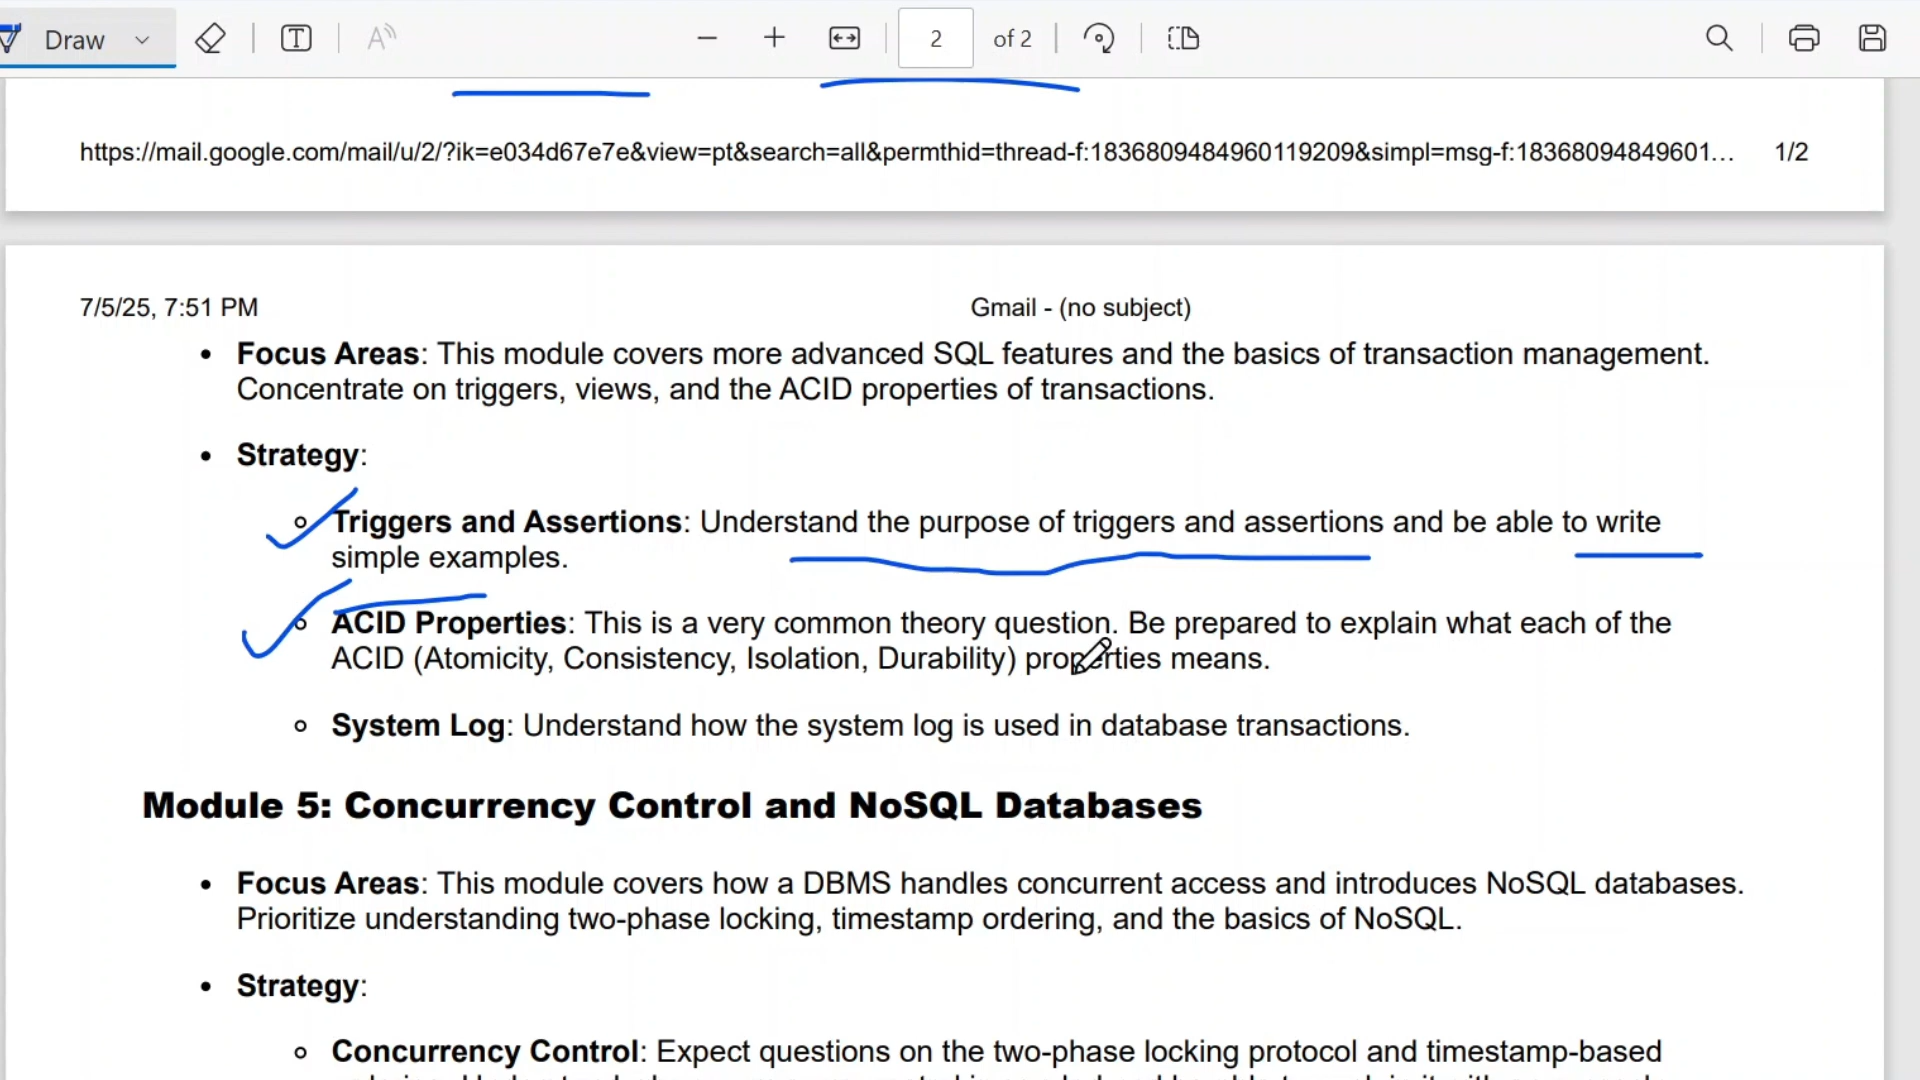 Draw
2 of 2
https://mail.google.com/mail/u/2/?ik=e034d67e7e&view=pt&search=all&permthid=thread-f:1836809484960119209&simpl=msg-f:18368094849601… 1/2
7/5/25, 7:51 PM Gmail - (no subject)
• Focus Areas: This module covers more advanced SQL features and the basics of transaction management.
Concentrate on triggers, views, and the ACID properties of transactions.
• Strategy:
○ Triggers and Assertions: Understand the purpose of triggers and assertions and be able to write
simple examples.
○ ACID Properties: This is a very common theory question. Be prepared to explain what each of the
ACID (Atomicity, Consistency, Isolation, Durability) properties means.
○ System Log: Understand how the system log is used in database transactions.
Module 5: Concurrency Control and NoSQL Databases
• Focus Areas: This module covers how a DBMS handles concurrent access and introduces NoSQL databases.
Prioritize understanding two-phase locking, timestamp ordering, and the basics of NoSQL.
• Strategy:
○ Concurrency Control: Expect questions on the two-phase locking protocol and timestamp-based